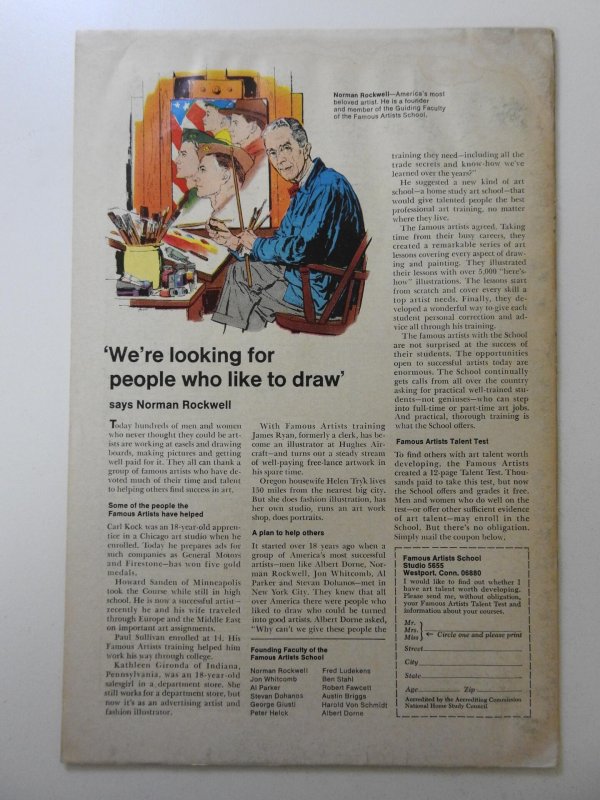 Norman Rockwell—America's most
beloved artist. He is a founder
and member of the Guiding Faculty
of the Famous Artists School.
'We're looking for
people who like to draw'
says Norman Rockwell
Today hundreds of men and women
who never thought they could be art-
ists are working at easels and drawing
boards, making pictures and getting
well paid for it. They all can thank a
group of famous artists who have de-
voted much of their time and talent
to helping others find success in art.
Some of the people the
Famous Artists have helped
Carl Kock was an 18-year-old appren-
tice in a Chicago art studio when he
enrolled. Today he prepares ads for
such companies as General Motors
and Firestone—has won five gold
medals.
Howard Sanden of Minneapolis
took the Course while still in high
school. He is now a successful artist—
recently he and his wife traveled
through Europe and the Middle East
on important art assignments.
Paul Sullivan enrolled at 14. His
Famous Artists training helped him
work his way through college.
Kathleen Gironda of Indiana,
Pennsylvania, was an 18-year-old
salesgirl in a department store. She
still works for a department store, but
now it's as an advertising artist and
fashion illustrator.
With Famous Artists training
James Ryan, formerly a clerk, has be-
come an illustrator at Hughes Air-
craft—and turns out a steady stream
of well-paying free-lance artwork in
his spare time.
Oregon housewife Helen Tryk lives
150 miles from the nearest big city.
But she does fashion illustration, has
her own studio, runs an art work
shop, does portraits.
A plan to help others
It started over 18 years ago when a
group of America's most successful
artists—men like Albert Dorne, Nor-
man Rockwell, Jon Whitcomb, Al
Parker and Stevan Dohanos—met in
New York City. They knew that all
over America there were people who
liked to draw who could be turned
into good artists. Albert Dorne asked,
"Why can't we give these people the
Founding Faculty of the
Famous Artists School
Norman Rockwell Fred Ludekens
Jon Whitcomb Ben Stahl
Al Parker Robert Fawcett
Stevan Dohanos Austin Briggs
George Giusti Harold Von Schmidt
Peter Helck Albert Dorne
training they need—including all the
trade secrets and know-how we've
learned over the years?"
He suggested a new kind of art
school—a home study art school—that
would give talented people the best
professional art training, no matter
where they live.
The famous artists agreed. Taking
time from their busy careers, they
created a remarkable series of art
lessons covering every aspect of draw-
ing and painting. They illustrated
their lessons with over 5,000 "here's-
how" illustrations. The lessons start
from scratch and cover every skill a
top artist needs. Finally, they de-
veloped a wonderful way to give each
student personal correction and ad-
vice all through his training.
The famous artists with the School
are not surprised at the success of
their students. The opportunities
open to successful artists today are
enormous. The School continually
gets calls from all over the country
asking for practical well-trained stu-
dents—not geniuses—who can step
into full-time or part-time art jobs.
And practical, thorough training is
what the School offers.
Famous Artists Talent Test
To find others with art talent worth
developing, the Famous Artists
created a 12-page Talent Test. Thou-
sands paid to take this test, but now
the School offers and grades it free.
Men and women who do well on the
test—or offer other sufficient evidence
of art talent—may enroll in the
School. But there's no obligation.
Simply mail the coupon below.
Famous Artists School
Studio 5655
Westport, Conn. 06880
I would like to find out whether I
have art talent worth developing.
Please send me, without obligation,
your Famous Artists Talent Test and
information about your courses.
Mr.
Mrs. ← Circle one and please print
Miss
Street
City
State
Age Zip
Accredited by the Accrediting Commission
National Home Study Council